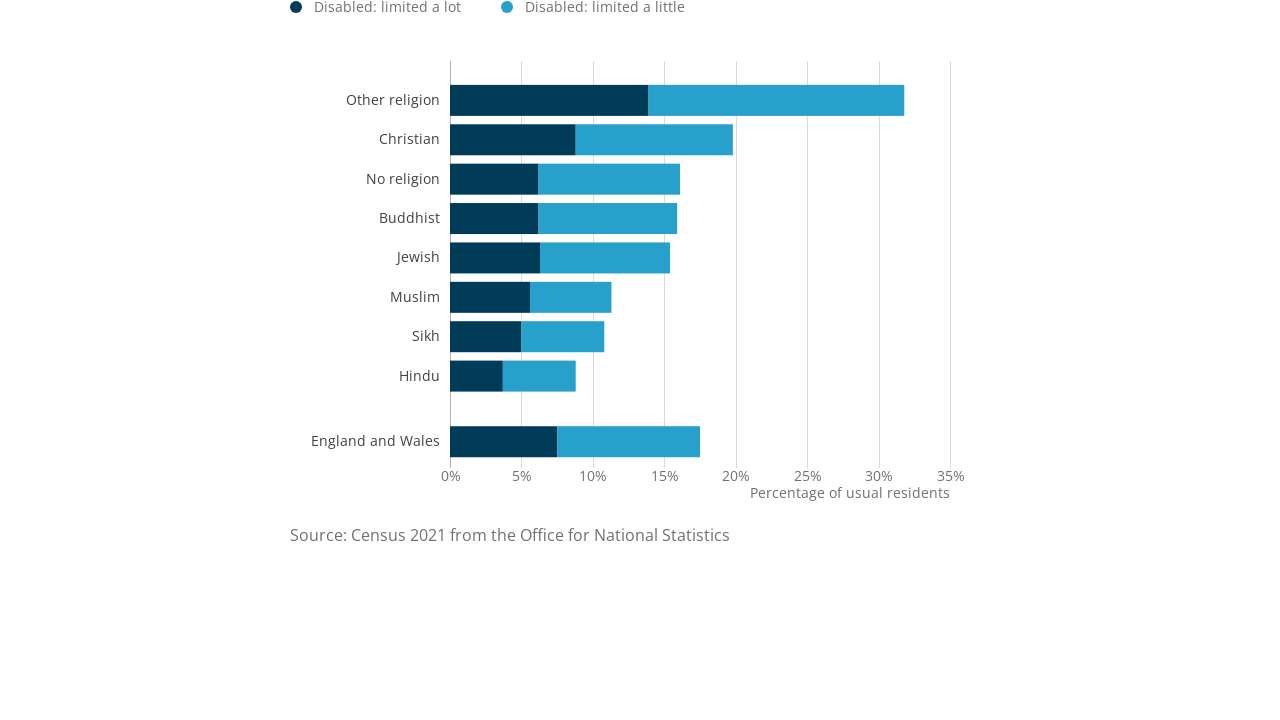 Disabled: limited a lot Disabled: limited a little
Other religion
Christian
No religion
Buddhist
Jewish
Muslim
Sikh
Hindu
England and Wales
0% 5% 10% 15% 20% 25% 30% 35%
Percentage of usual residents
Source: Census 2021 from the Office for National Statistics